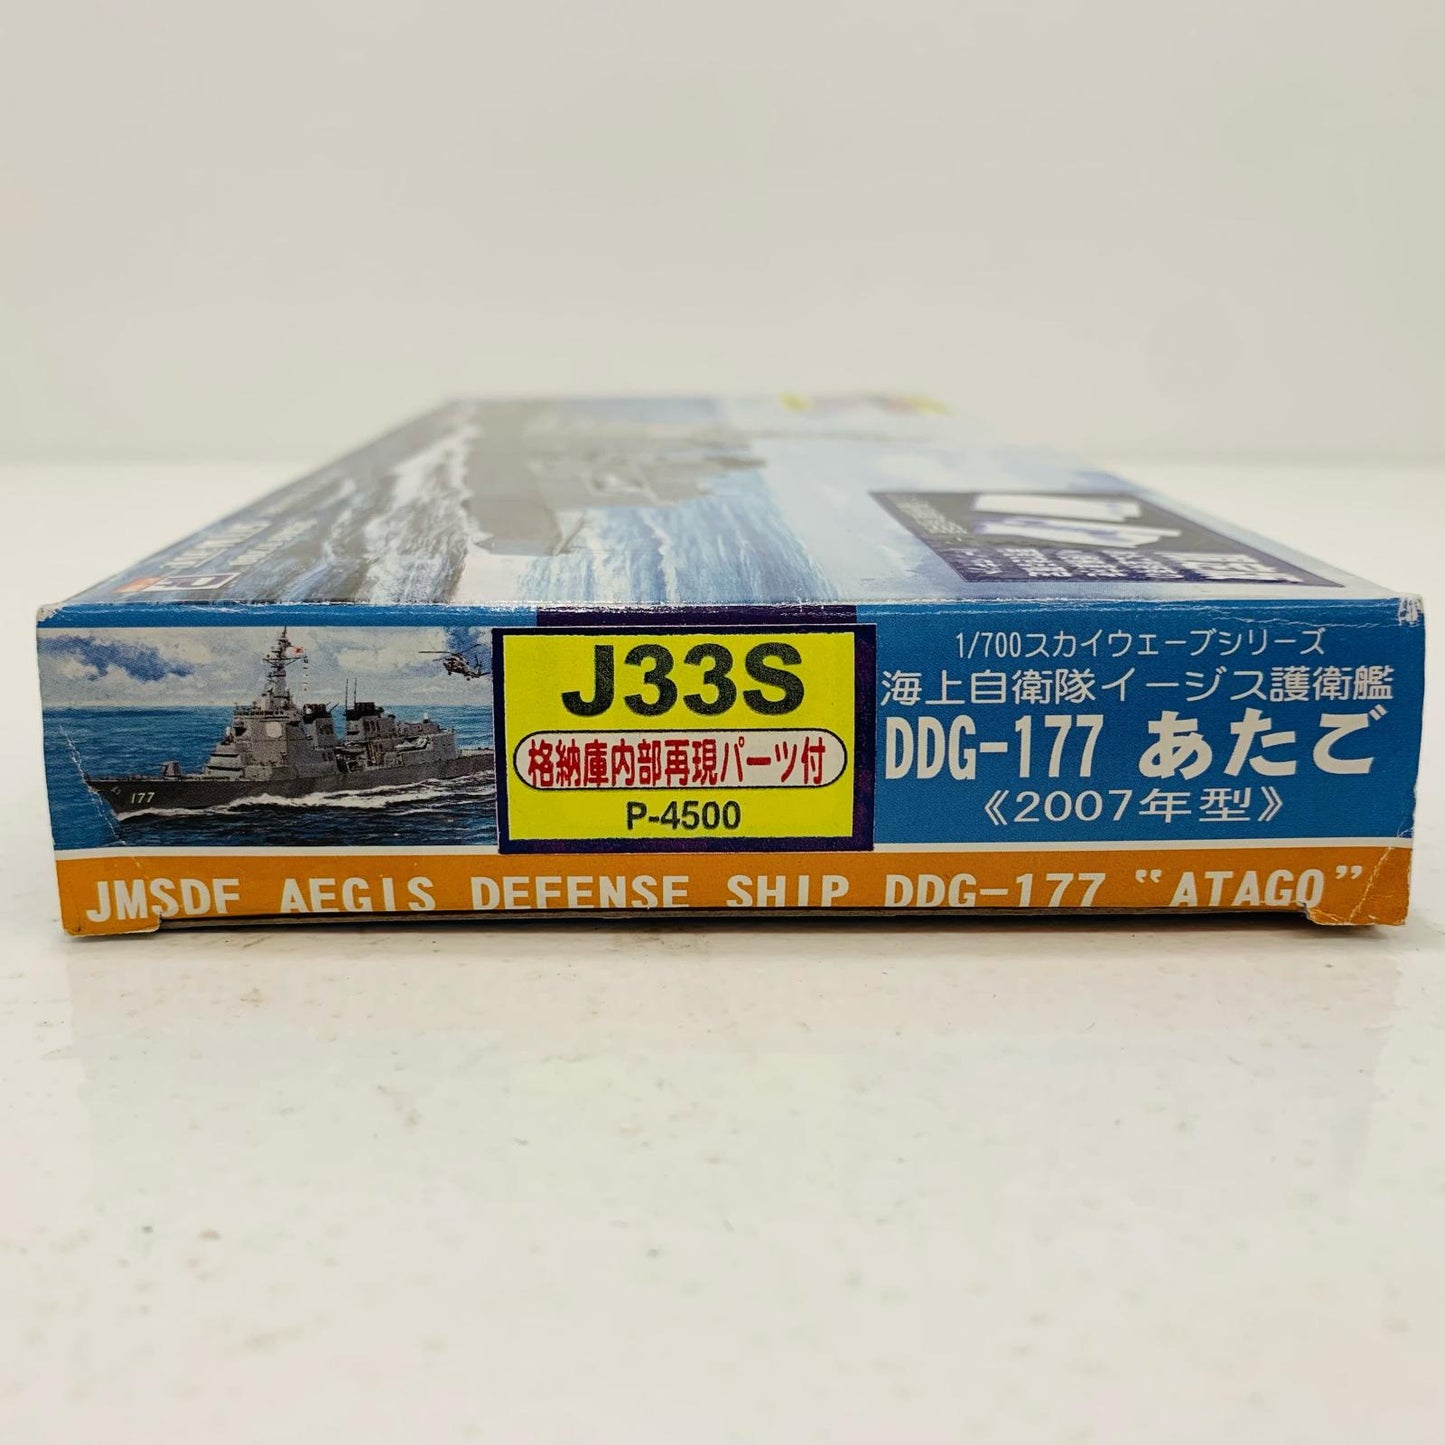 J33S
格納庫内部再現パーツ付
P-4500
1/700スカイウェーブシリーズ
海上自衛隊イージス護衛艦
DDG-177 あたご
《2007年型》
177
JMSDF AEGIS DEFENSE SHIP DDG-177 “ATAGO”